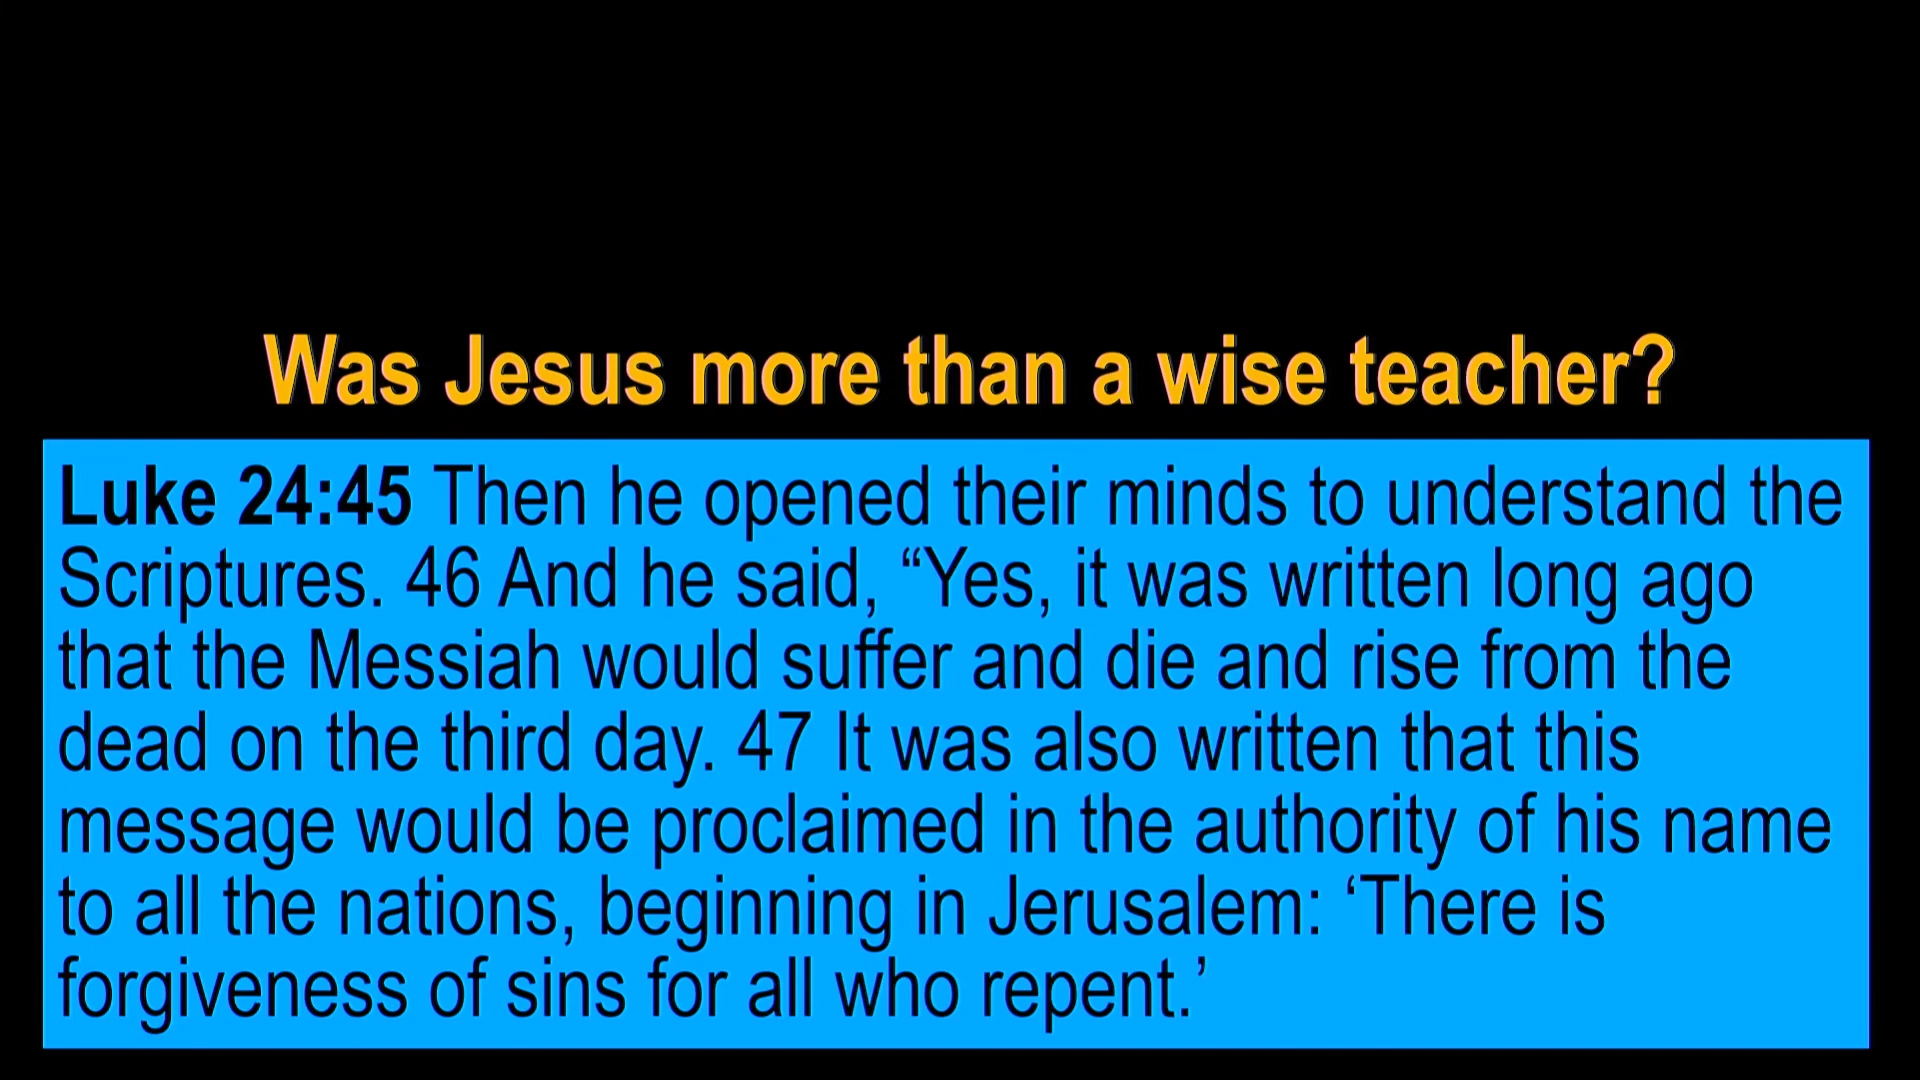 Was Jesus more than a wise teacher?
Luke 24:45 Then he opened their minds to understand the
Scriptures. 46 And he said, “Yes, it was written long ago
that the Messiah would suffer and die and rise from the
dead on the third day. 47 It was also written that this
message would be proclaimed in the authority of his name
to all the nations, beginning in Jerusalem: ‘There is
forgiveness of sins for all who repent.’